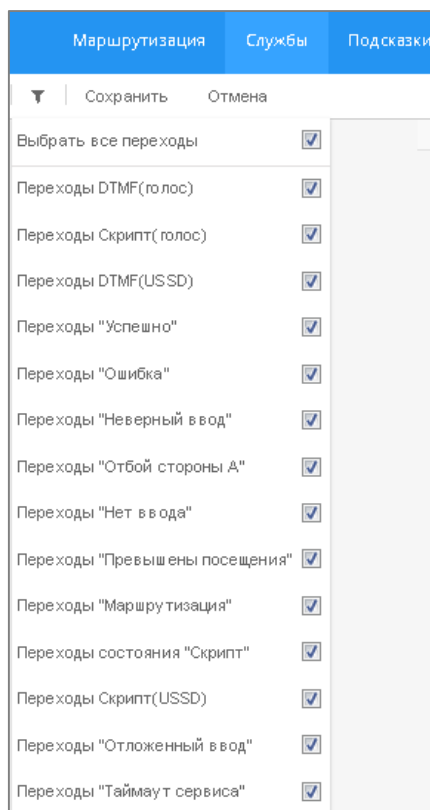 Маршрутизация Службы Подсказки
Сохранить Отмена
Выбрать все переходы
Переходы DTMF(голос)
Переходы Скрипт(голос)
Переходы DTMF(USSD)
Переходы "Успешно"
Переходы "Ошибка"
Переходы "Неверный ввод"
Переходы "Отбой стороны А"
Переходы "Нет ввода"
Переходы "Превышены посещения"
Переходы "Маршрутизация"
Переходы состояния "Скрипт"
Переходы Скрипт(USSD)
Переходы "Отложенный ввод"
Переходы "Таймаут сервиса"